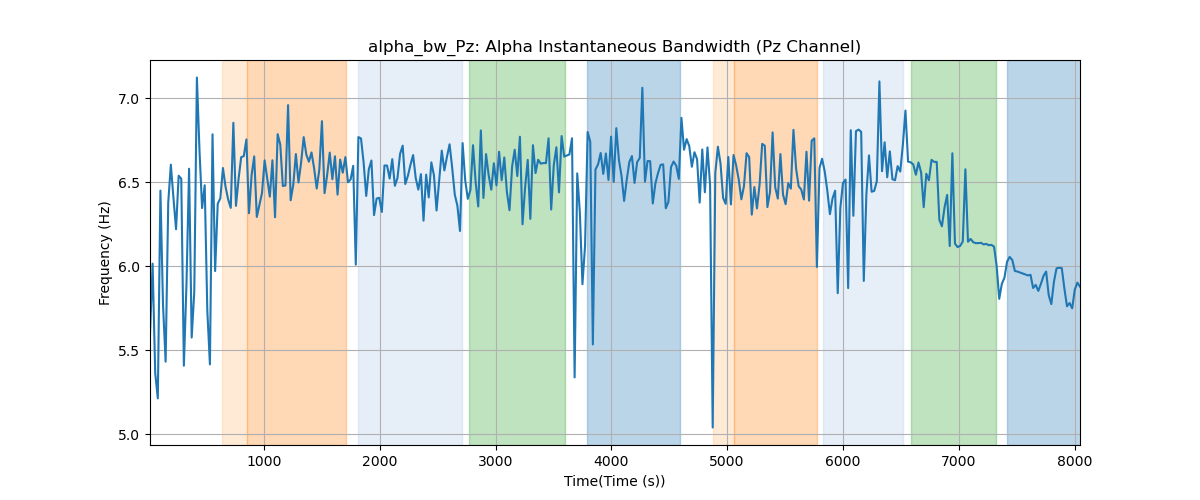 alpha_bw_Pz: Alpha Instantaneous Bandwidth (Pz Channel)
7.0
6.5
6.0
5.5
5.0
Frequency (Hz)
1000 2000 3000 4000 5000 6000 7000 8000
Time(Time (s))